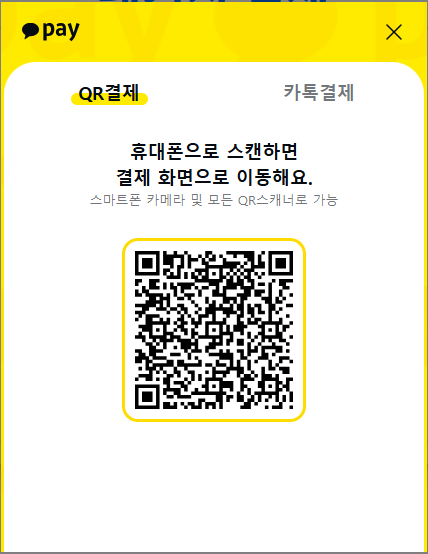 pay
QR결제
카톡결제
휴대폰으로 스캔하면
결제 화면으로 이동해요.
스마트폰 카메라 및 모든 QR스캐너로 가능